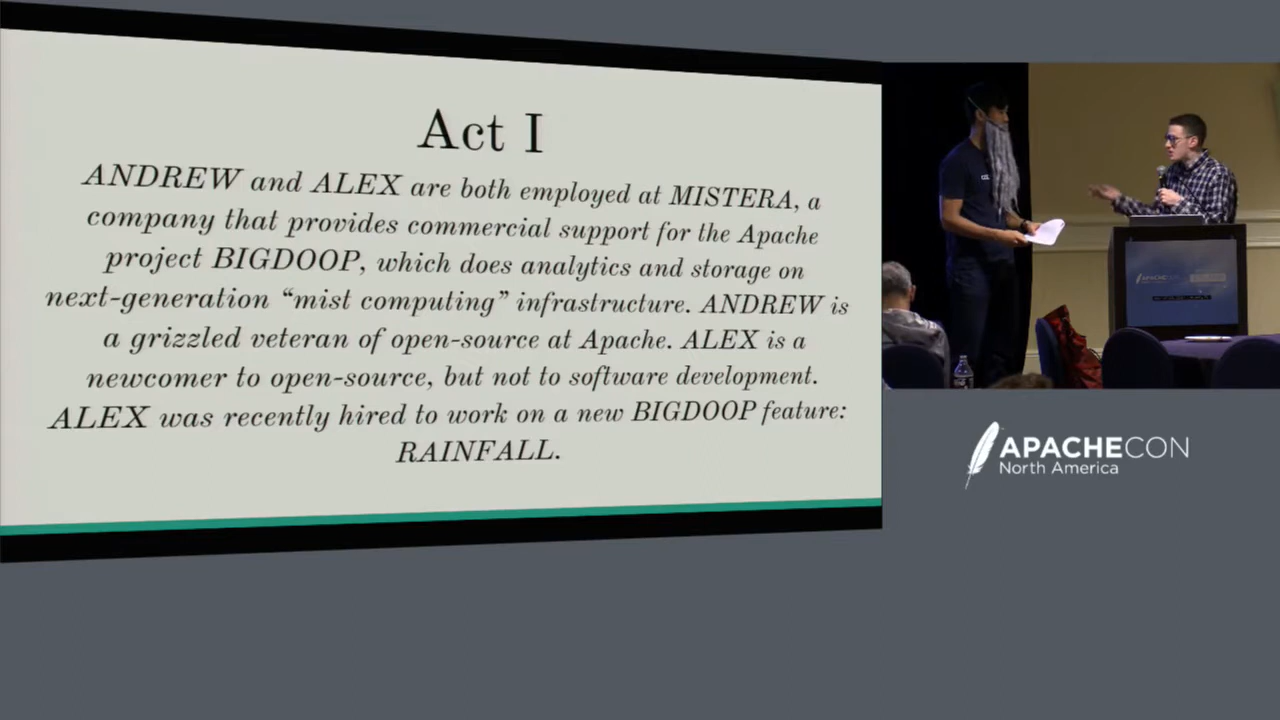 Act I
ANDREW and ALEX are both employed at MISTERA, a
company that provides commercial support for the Apache
project BIGDOOP, which does analytics and storage on
next-generation “mist computing” infrastructure. ANDREW is
a grizzled veteran of open-source at Apache. ALEX is a
newcomer to open-source, but not to software development.
ALEX was recently hired to work on a new BIGDOOP feature:
RAINFALL.
APACHECON
North America